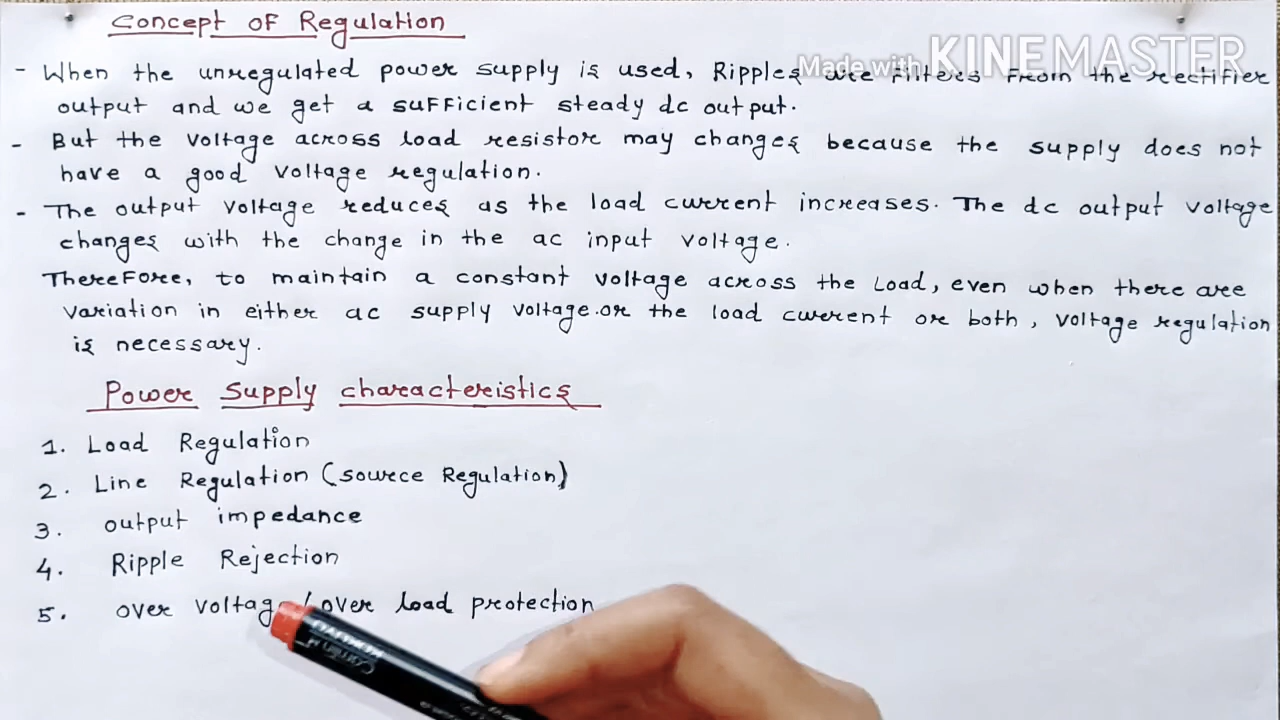 Concept of Regulation
Made with KINEMASTER
- When the unregulated power supply is used, Ripples are filters from the rectifier
output and we get a sufficient steady dc output.
- But the voltage across load resistor may changes because the supply does not
have a good voltage regulation.
- The output voltage reduces as the load current increases. The dc output voltage
changes with the change in the ac input voltage.
Therefore, to maintain a constant voltage across the Load, even when there are
variation in either ac supply voltage.or the load current or both, voltage regulation
is necessary.
Power Supply characteristics
1. Load Regulation
2. Line Regulation (source Regulation)
3. output impedance
4. Ripple Rejection
5. over voltage / over load protection